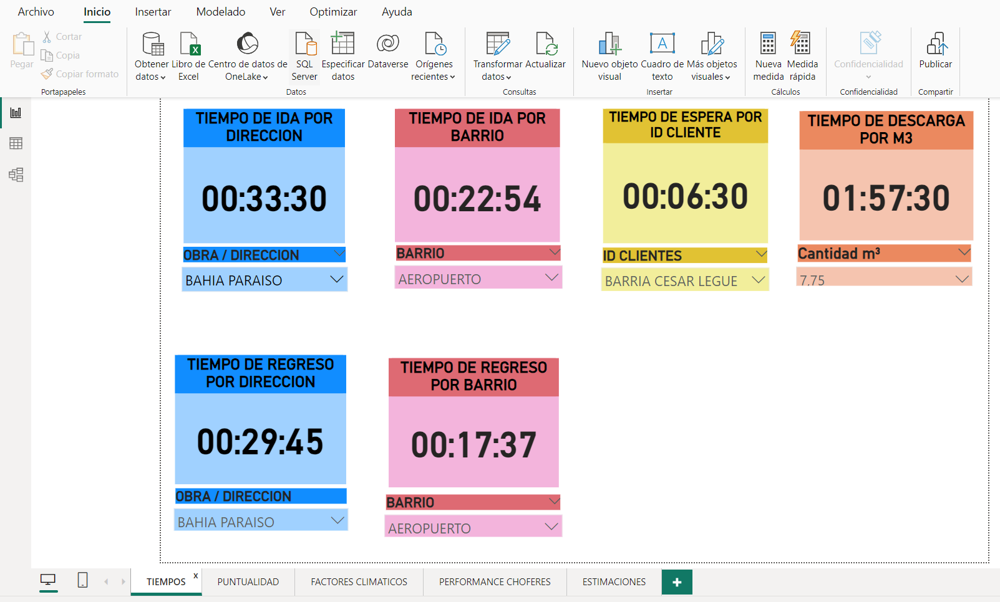 Archivo Inicio Insertar Modelado Ver Optimizar Ayuda
Pegar
Cortar
Copia
Copiar formato
Portapapeles
Obtener datos
Libro de Excel
Centro de datos de OneLake
SQL Server
Especificar datos
Dataverse
Orígenes recientes
Datos
Transformar datos
Actualizar
Consultas
Nuevo objeto visual
Cuadro de texto
Más objetos visuales
Insertar
Nueva medida
Medida rápida
Cálculos
Confidencialidad
Confidencialidad
Publicar
Compartir
TIEMPO DE IDA POR
DIRECCION
00:33:30
OBRA / DIRECCION
BAHIA PARAISO
TIEMPO DE IDA POR
BARRIO
00:22:54
BARRIO
AEROPUERTO
TIEMPO DE ESPERA POR
ID CLIENTE
00:06:30
ID CLIENTES
BARRIA CESAR LEGUE
TIEMPO DE DESCARGA
POR M3
01:57:30
Cantidad m³
7,75
TIEMPO DE REGRESO
POR DIRECCION
00:29:45
OBRA / DIRECCION
BAHIA PARAISO
TIEMPO DE REGRESO
POR BARRIO
00:17:37
BARRIO
AEROPUERTO
TIEMPOS x PUNTUALIDAD FACTORES CLIMATICOS PERFORMANCE CHOFERES ESTIMACIONES +